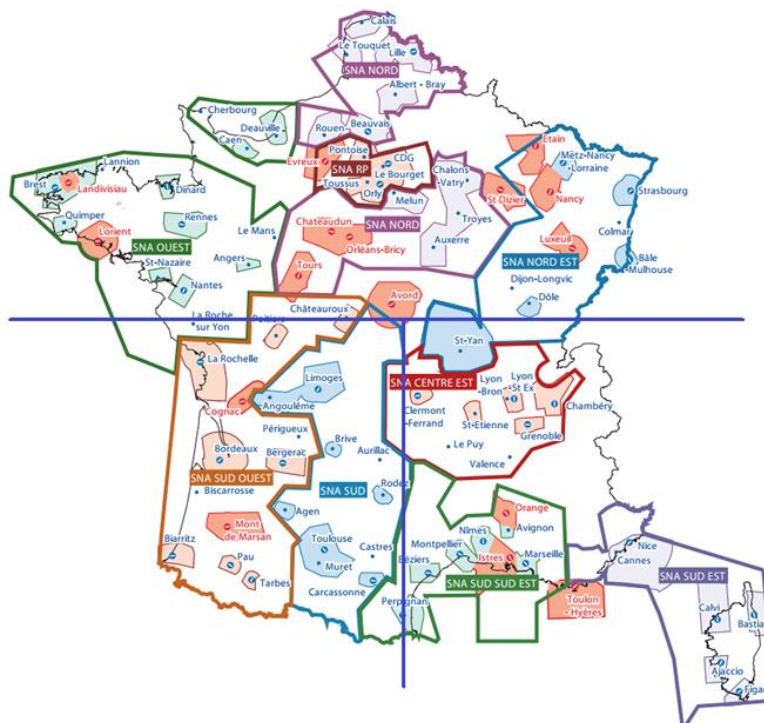 Calais
Le Touquet
Lille
SNA NORD
Albert - Bray
Cherbourg
Deauville
Caen
Rouen
Beauvais
Evreux
Pontoise
CDG
SNA RP
Le Bourget
Toussus
Orly
Melun
Chalons
-Vatry
Etain
Metz-Nancy
Lorraine
St Dizier
Nancy
Strasbourg
Lannion
Brest
Landivisiau
Dinard
Quimper
Lorient
Rennes
SNA OUEST
Le Mans
St-Nazaire
Angers
Nantes
La Roche
sur Yon
Chateaudun
Orléans-Bricy
SNA NORD
Troyes
Auxerre
Tours
Luxeuil
Colmar
SNA NORD EST
Bâle
Mulhouse
Dijon-Longvic
Dôle
Châteauroux
Avord
Poitiers
St-Yan
La Rochelle
Limoges
Angoulême
Cognac
SNA CENTRE EST
Clermont
-Ferrand
Lyon
-Bron
Lyon
St Ex
Chambéry
St-Etienne
Grenoble
Le Puy
Valence
Périgueux
Bordeaux
Bergerac
Brive
Aurillac
SNA SUD OUEST
Biscarrosse
SNA SUD
Rodez
Agen
Mont
de Marsan
Biarritz
Pau
Tarbes
Toulouse
Muret
Castres
Carcassonne
Orange
Nîmes
Avignon
Montpellier
Istres
Marseille
Béziers
SNA SUD SUD EST
Perpignan
Toulon
-Hyères
Nice
Cannes
SNA SUD EST
Calvi
Bastia
Ajaccio
Figari